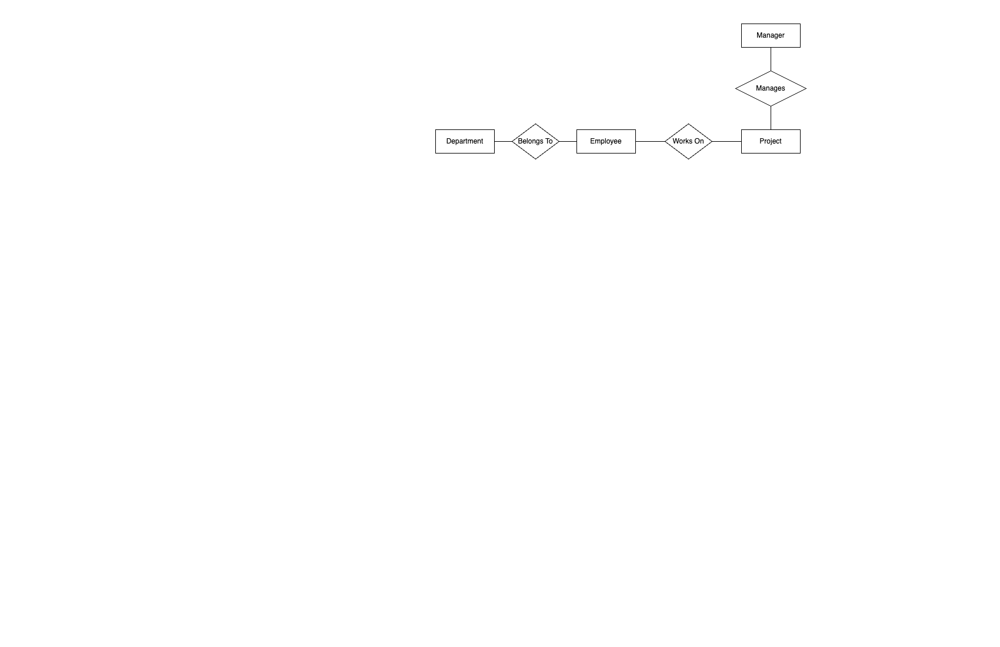 Manager
Manages
Department
Belongs To
Employee
Works On
Project